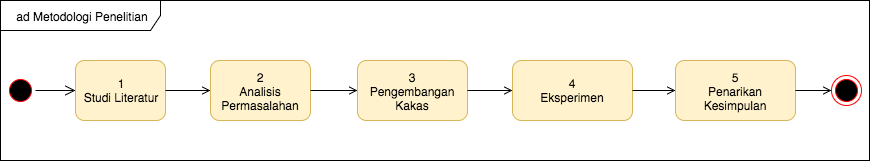 ad Metodologi Penelitian
1
Studi Literatur
2
Analisis
Permasalahan
3
Pengembangan
Kakas
4
Eksperimen
5
Penarikan
Kesimpulan